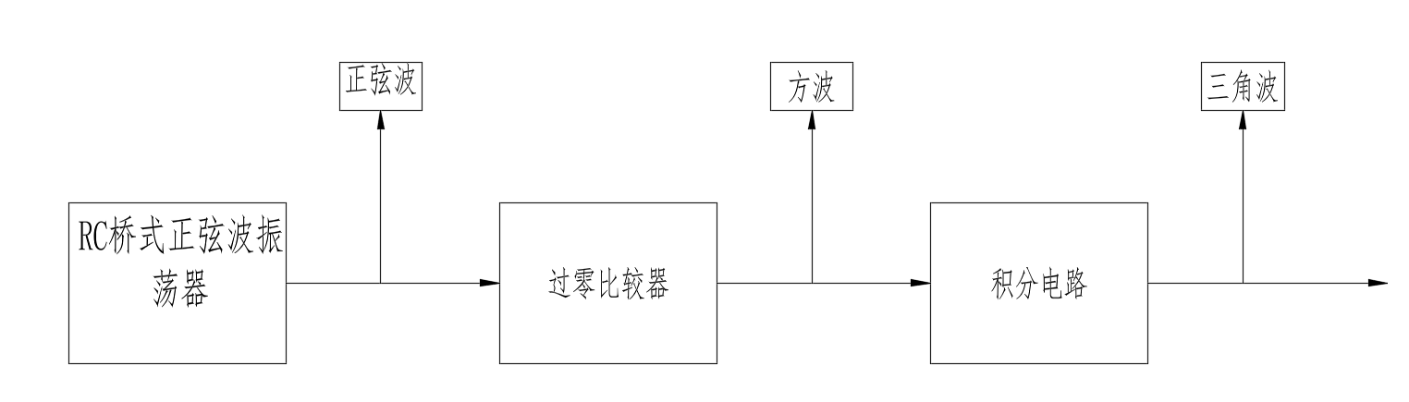 正弦波
方波
三角波
RC桥式正弦波振
荡器
过零比较器
积分电路